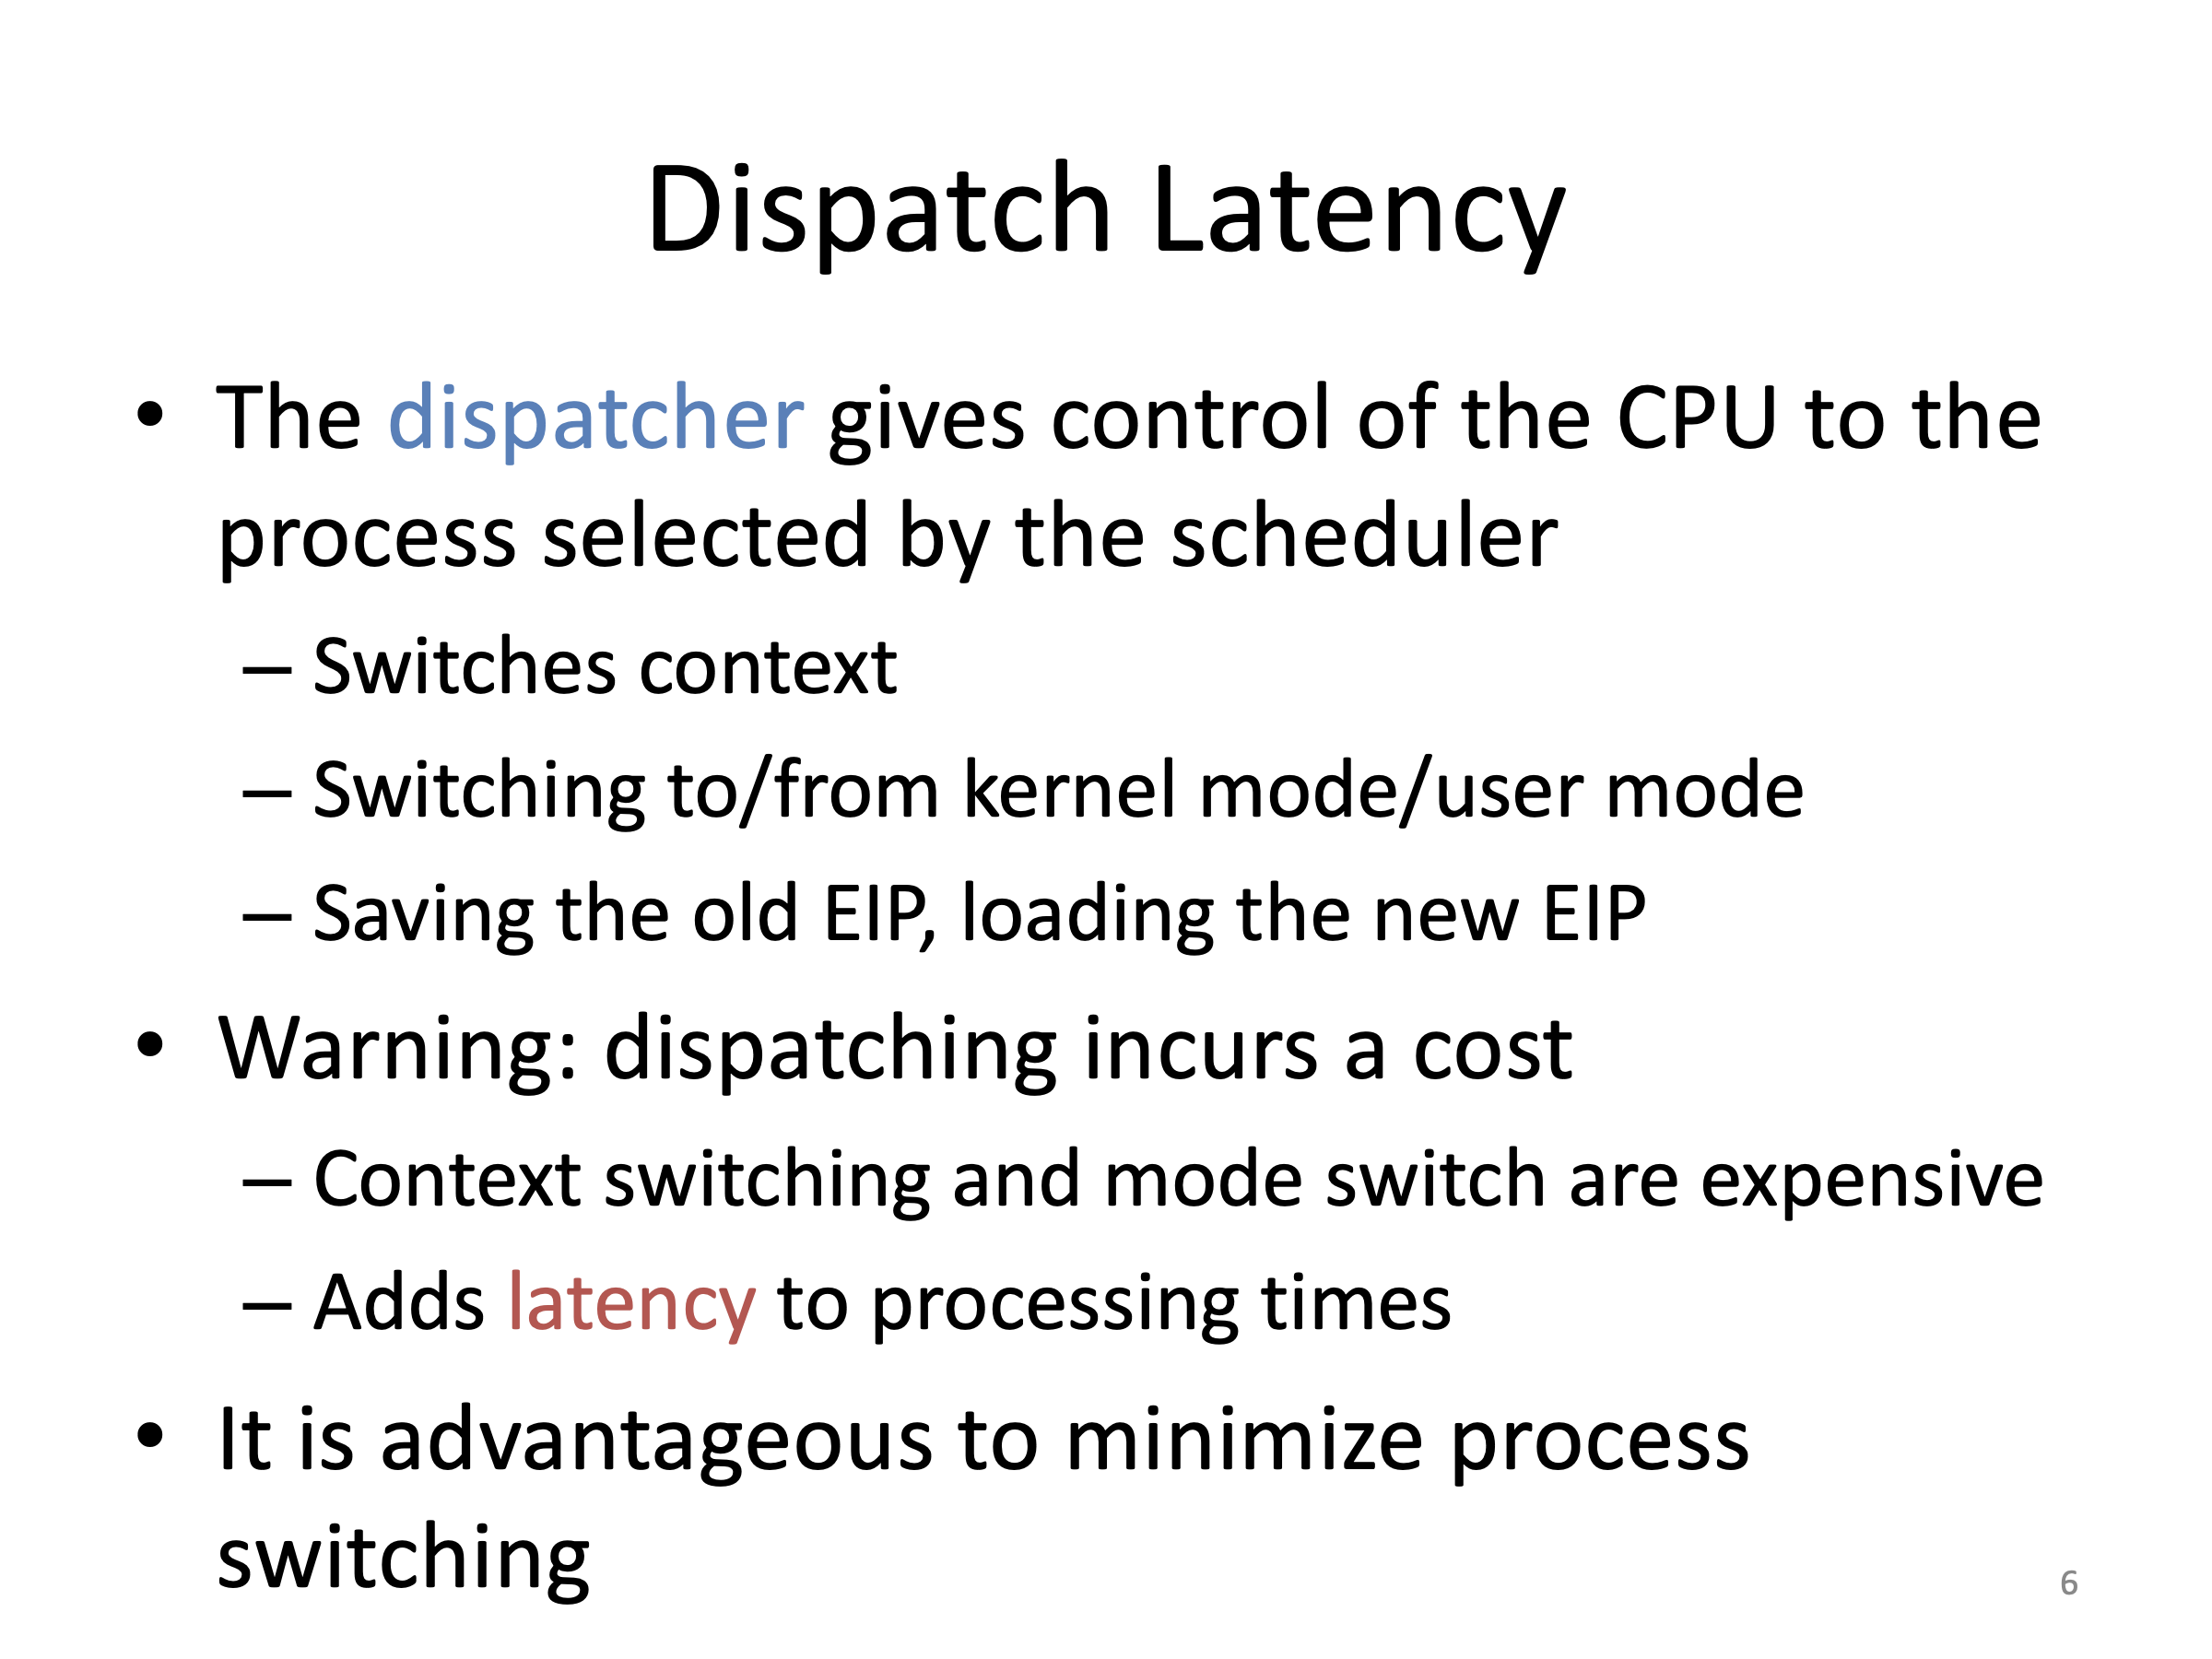 Dispatch Latency
• The dispatcher gives control of the CPU to the
process selected by the scheduler
– Switches context
– Switching to/from kernel mode/user mode
– Saving the old EIP, loading the new EIP
• Warning: dispatching incurs a cost
– Context switching and mode switch are expensive
– Adds latency to processing times
• It is advantageous to minimize process
switching
6